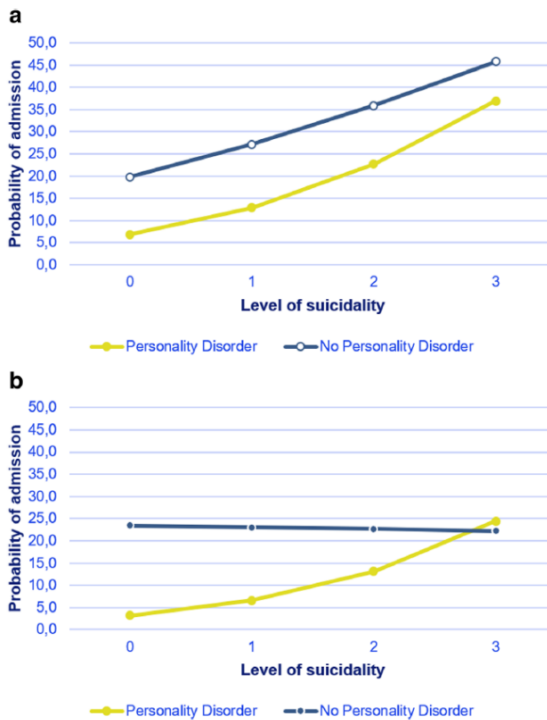 a
50,0
45,0
40,0
35,0
30,0
25,0
20,0
15,0
10,0
5,0
0,0
Probability of admission
0 1 2 3
Level of suicidality
Personality Disorder No Personality Disorder
b
50,0
45,0
40,0
35,0
30,0
25,0
20,0
15,0
10,0
5,0
0,0
Probability of admission
0 1 2 3
Level of suicidality
Personality Disorder No Personality Disorder